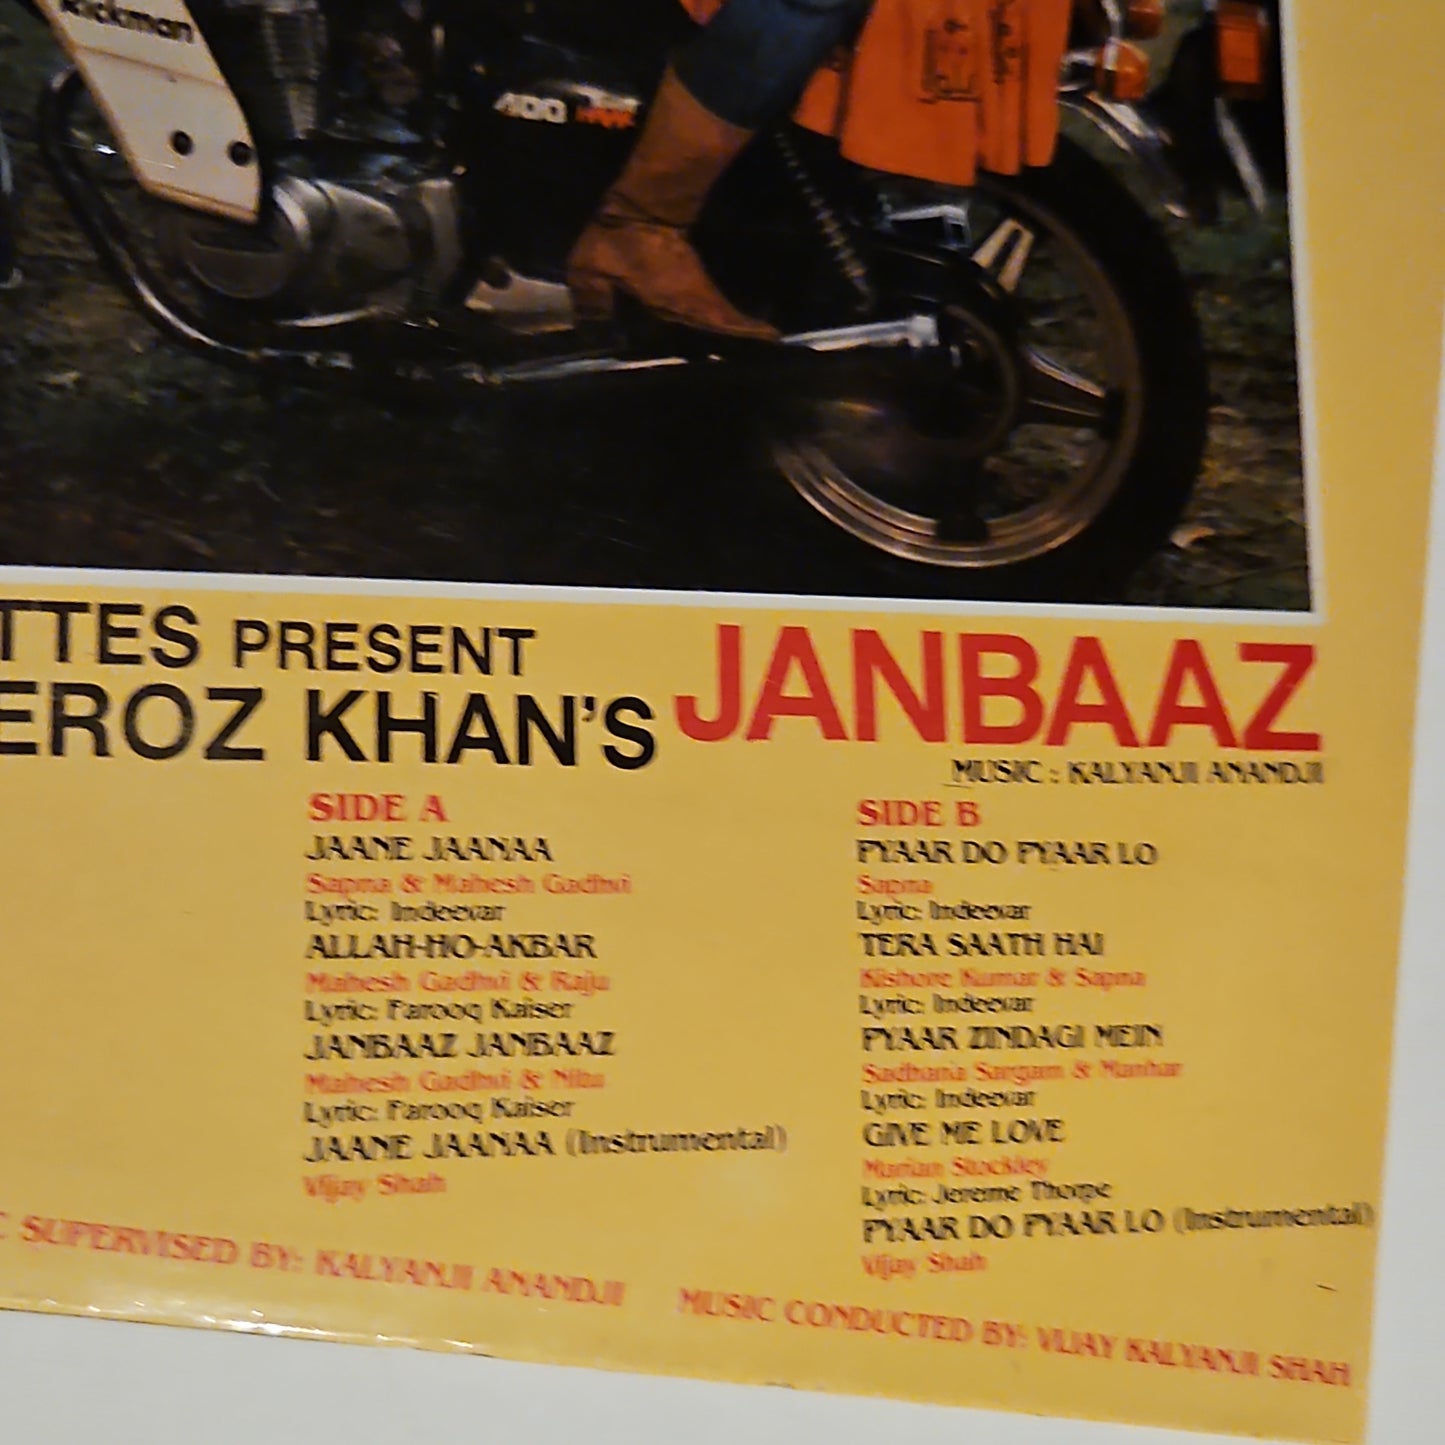 Rickman
400
TTES PRESENT
EROZ KHAN'S JANBAAZ
MUSIC : KALYANJI ANANDJI
SIDE A
JAANE JAANAA
Sapna & Mahesh Gadhvi
Lyric: Indeevar
ALLAH-HO-AKBAR
Mahesh Gadhvi & Raju
Lyric: Farooq Kaiser
JANBAAZ JANBAAZ
Mahesh Gadhvi &
Lyric: Farooq Kaiser
JAANE JAANAA (Instrumental)
Vijay Shah
SIDE B
PYAAR DO PYAAR LO
Sapna
Lyric: Indeevar
TERA SAATH HAI
Kishore Kumar & Sapna
Lyric: Indeevar
PYAAR ZINDAGI MEIN
Sadhana Sargam & Manhar
Lyric: Indeevar
GIVE ME LOVE
Marian Stockley
Lyric: Jereme Thorpe
PYAAR DO PYAAR LO (Instrumental)
Vijay Shah
C SUPERVISED BY: KALYANJI ANANDJI
MUSIC CONDUCTED BY: VIJAY KALYANJI SHAH